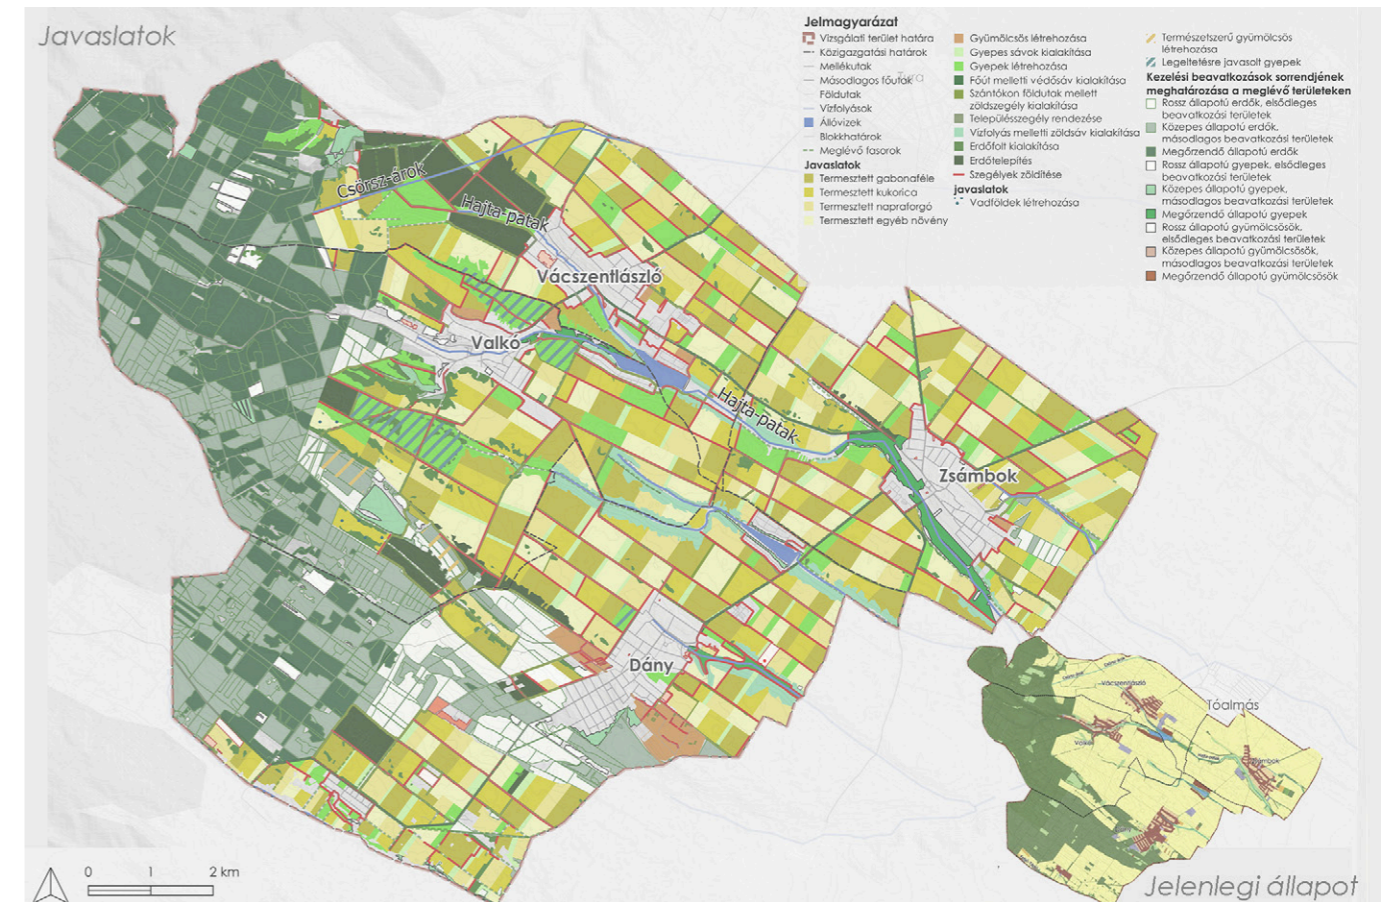 Javaslatok
Jelmagyarázat
Vizsgálati terület határa
Közigazgatási határok
Mellékutak
Másodlagos főutak
Földutak
Vízfolyások
Állóvizek
Blokkhatárok
Meglévő fasorok
Javaslatok
Termesztett gabonaféle
Termesztett kukorica
Termesztett napraforgó
Termesztett egyéb növény
Gyümölcsös létrehozása
Gyepes sávok kialakítása
Gyepek létrehozása
Főút melletti védősáv kialakítása
Szántókon földutak mellett
zöldszegély kialakítása
Településszegély rendezése
Vízfolyás melletti zöldsáv kialakítása
Erdőfolt kialakítása
Erdőtelepítés
Szegélyek zöldítése
javaslatok
Vadföldek létrehozása
Természetszerű gyümölcsös
létrehozása
Legeltetésre javasolt gyepek
Kezelési beavatkozások sorrendjének
meghatározása a meglévő területeken
Rossz állapotú erdők, elsődleges
beavatkozási területek
Közepes állapotú erdők,
másodlagos beavatkozási területek
Megőrzendő állapotú erdők
Rossz állapotú gyepek, elsődleges
beavatkozási területek
Közepes állapotú gyepek,
másodlagos beavatkozási területek
Megőrzendő állapotú gyepek
Rossz állapotú gyümölcsösök,
elsődleges beavatkozási területek
Közepes állapotú gyümölcsösök,
másodlagos beavatkozási területek
Megőrzendő állapotú gyümölcsösök
Csörsz-árok
Hajta-patak
Vácszentlászló
Valkó
Hajta-patak
Zsámbok
Dány
Vácszentlászló
Tóalmás
Valkó
0 1 2 km
Jelenlegi állapot